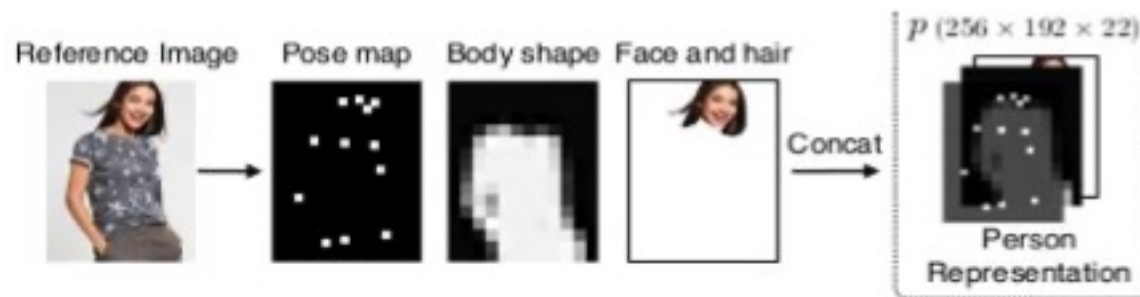 Reference Image
Pose map
Body shape
Face and hair
Concat
p (256 × 192 × 22)
Person
Representation